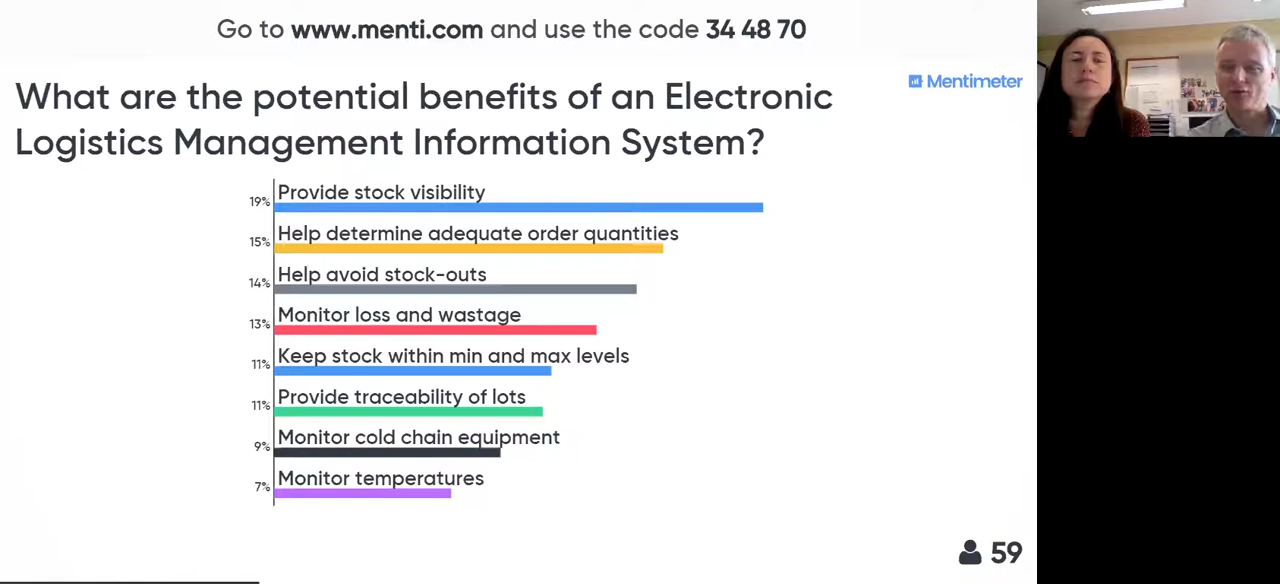 Go to www.menti.com and use the code 34 48 70
Mentimeter
What are the potential benefits of an Electronic
Logistics Management Information System?
Provide stock visibility
19%
Help determine adequate order quantities
15%
Help avoid stock-outs
14%
Monitor loss and wastage
13%
Keep stock within min and max levels
11%
Provide traceability of lots
11%
Monitor cold chain equipment
9%
Monitor temperatures
7%
59